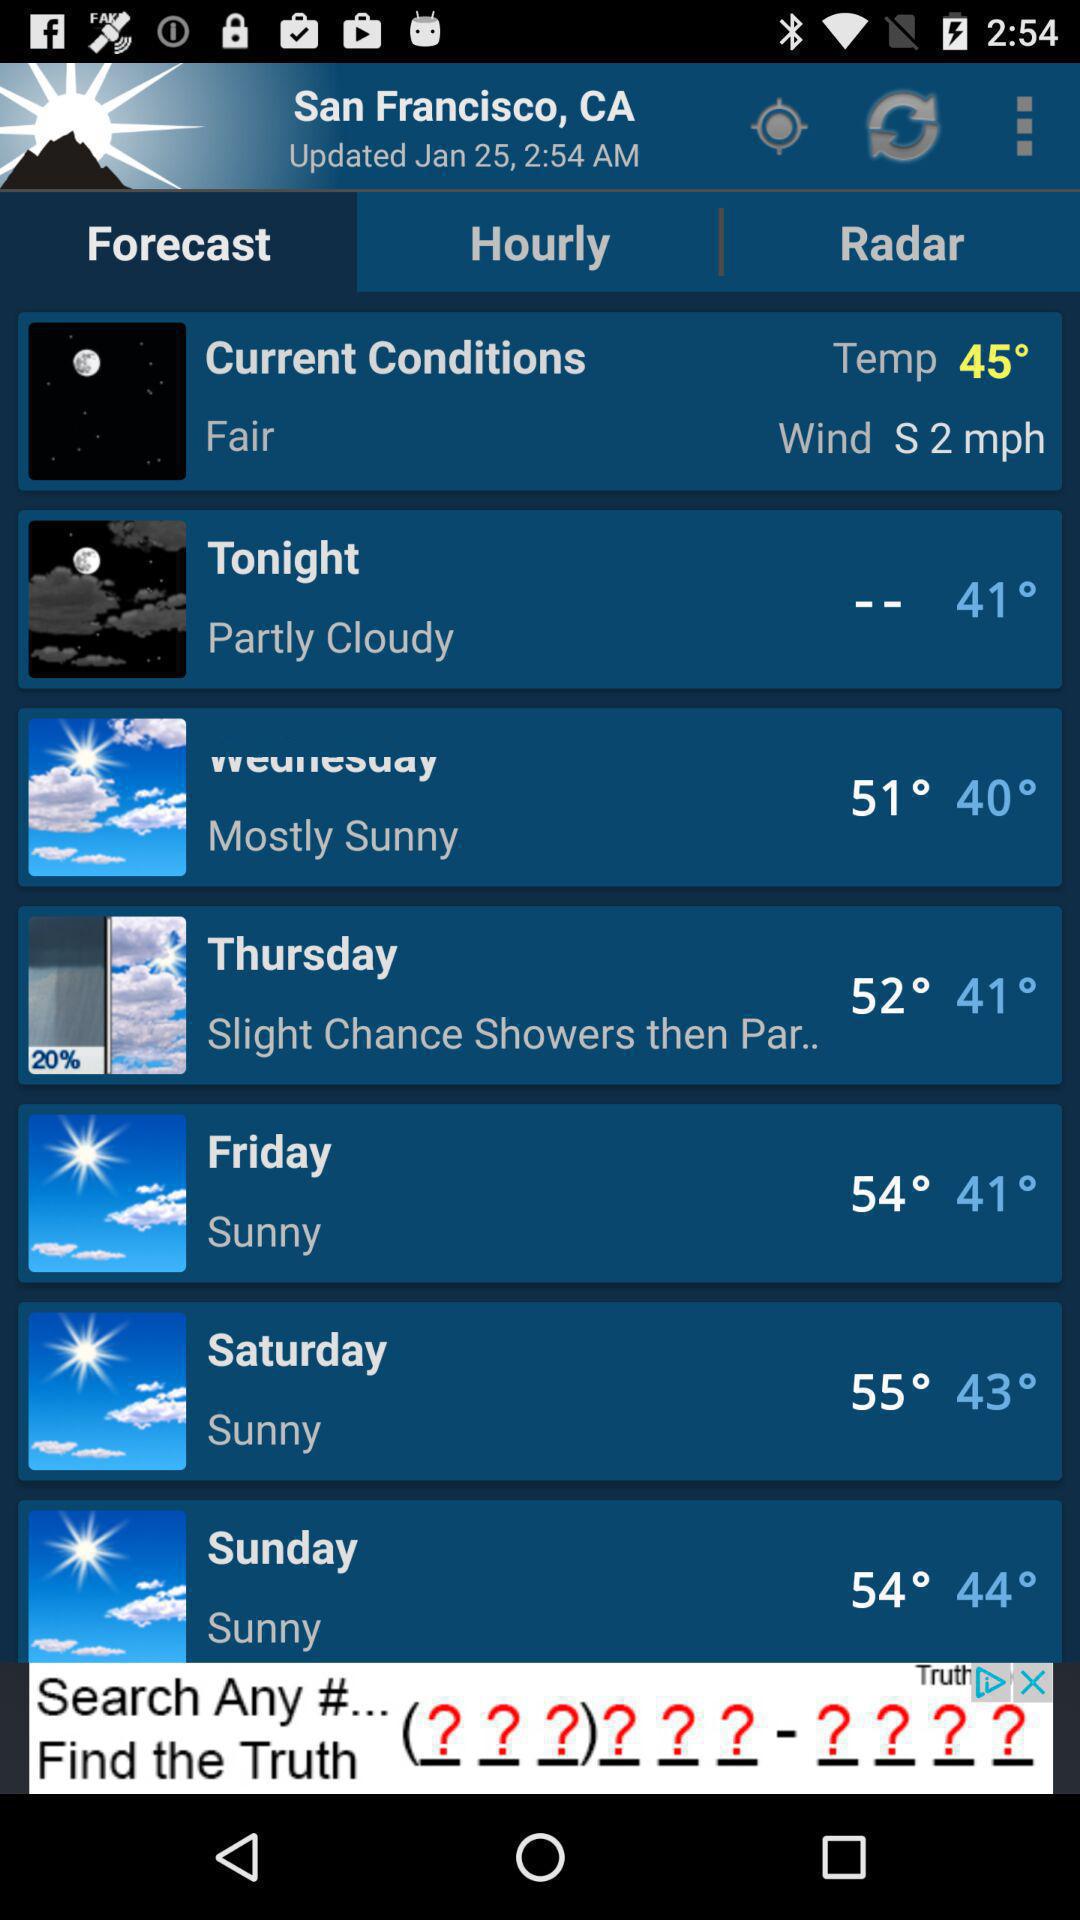 FAKE
2:54
San Francisco, CA
Updated Jan 25, 2:54 AM
Forecast
Hourly
Radar
Current Conditions
Temp 45°
Fair
Wind S 2 mph
Tonight
Partly Cloudy
-- 41°
Wednesday
Mostly Sunny
51° 40°
20%
Thursday
Slight Chance Showers then Par..
52° 41°
Friday
Sunny
54° 41°
Saturday
Sunny
55° 43°
Sunday
Sunny
54° 44°
Search Any #...
Find the Truth
(???)??? - ????
Truth